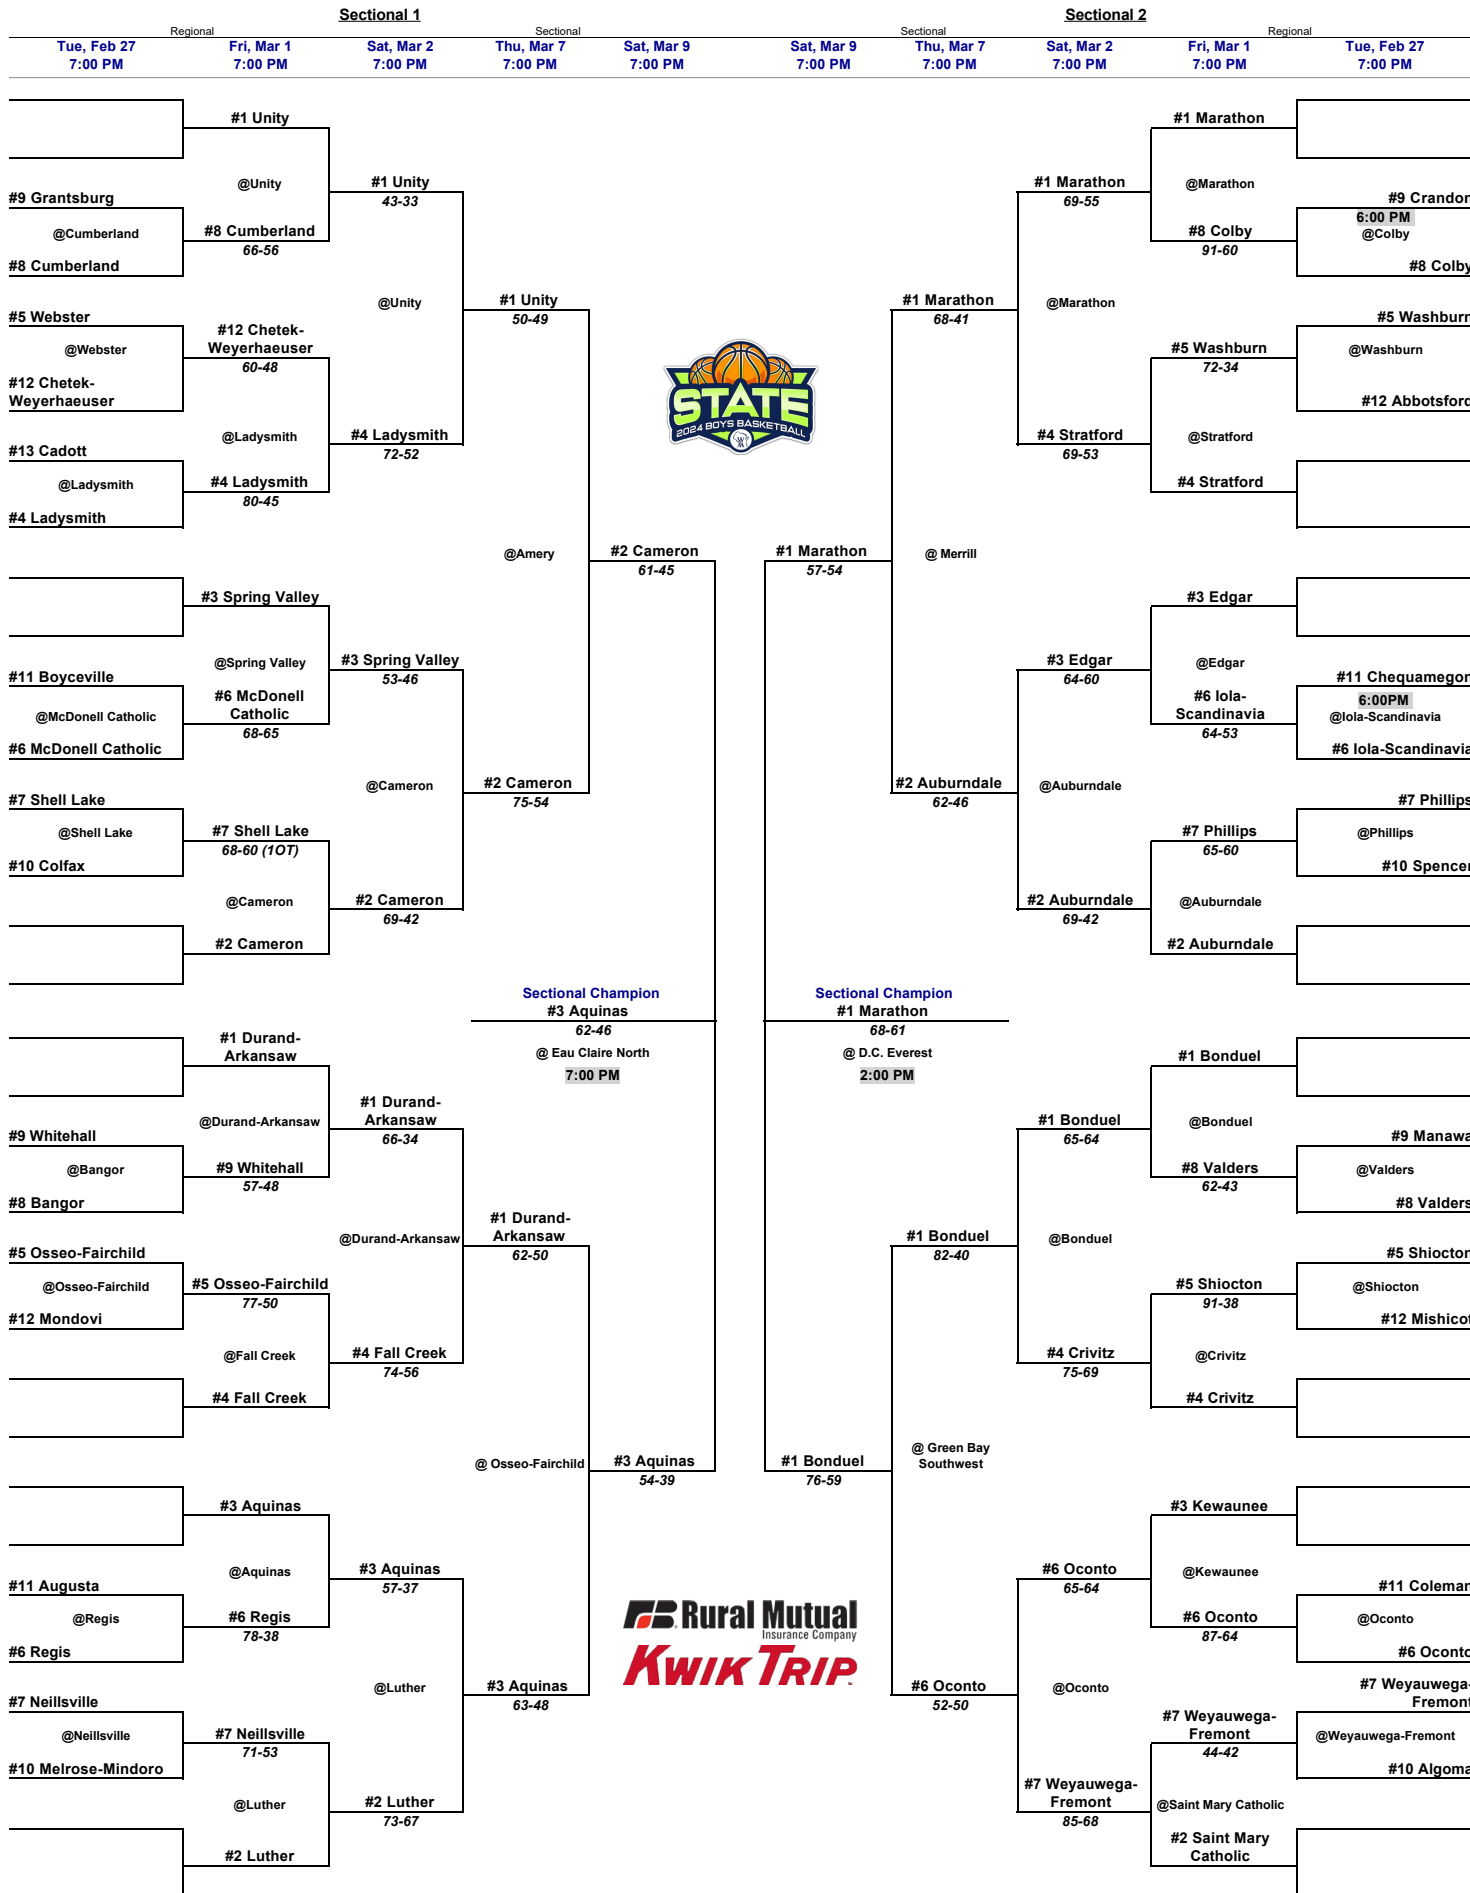 Sectional 1
Sectional 2
Regional
Sectional
Sectional
Regional
Tue, Feb 27
7:00 PM
Fri, Mar 1
7:00 PM
Sat, Mar 2
7:00 PM
Thu, Mar 7
7:00 PM
Sat, Mar 9
7:00 PM
Sat, Mar 9
7:00 PM
Thu, Mar 7
7:00 PM
Sat, Mar 2
7:00 PM
Fri, Mar 1
7:00 PM
Tue, Feb 27
7:00 PM
#9 Grantsburg
@Cumberland
#8 Cumberland
#5 Webster
@Webster
#12 Chetek-
Weyerhaeuser
#13 Cadott
@Ladysmith
#4 Ladysmith
#11 Boyceville
@McDonell Catholic
#6 McDonell Catholic
#7 Shell Lake
@Shell Lake
#10 Colfax
#9 Whitehall
@Bangor
#8 Bangor
#5 Osseo-Fairchild
@Osseo-Fairchild
#12 Mondovi
#11 Augusta
@Regis
#6 Regis
#7 Neillsville
@Neillsville
#10 Melrose-Mindoro
#1 Unity
@Unity
#8 Cumberland
66-56
#12 Chetek-
Weyerhaeuser
60-48
@Ladysmith
#4 Ladysmith
80-45
#3 Spring Valley
@Spring Valley
#6 McDonell
Catholic
68-65
#7 Shell Lake
68-60 (1OT)
@Cameron
#2 Cameron
#1 Durand-
Arkansaw
@Durand-Arkansaw
#9 Whitehall
57-48
#5 Osseo-Fairchild
77-50
@Fall Creek
#4 Fall Creek
#3 Aquinas
@Aquinas
#6 Regis
78-38
#7 Neillsville
71-53
@Luther
#2 Luther
#1 Unity
43-33
@Unity
#4 Ladysmith
72-52
#3 Spring Valley
53-46
@Cameron
#2 Cameron
69-42
#1 Durand-
Arkansaw
66-34
@Durand-Arkansaw
#4 Fall Creek
74-56
#3 Aquinas
57-37
@Luther
#2 Luther
73-67
#1 Unity
50-49
@Amery
#2 Cameron
75-54
#1 Durand-
Arkansaw
62-50
@ Osseo-Fairchild
#3 Aquinas
63-48
#2 Cameron
61-45
Sectional Champion
#3 Aquinas
62-46
@ Eau Claire North
7:00 PM
#3 Aquinas
54-39
STATE
2024 BOYS BASKETBALL
Rural Mutual
Insurance Company
KWIK TRIP
#1 Marathon
57-54
Sectional Champion
#1 Marathon
68-61
@ D.C. Everest
2:00 PM
#1 Bonduel
76-59
#1 Marathon
68-41
@ Merrill
#2 Auburndale
62-46
#1 Bonduel
82-40
@ Green Bay
Southwest
#6 Oconto
52-50
#1 Marathon
69-55
@Marathon
#4 Stratford
69-53
#3 Edgar
64-60
@Auburndale
#2 Auburndale
69-42
#1 Bonduel
65-64
@Bonduel
#4 Crivitz
75-69
#6 Oconto
65-64
@Oconto
#7 Weyauwega-
Fremont
85-68
#1 Marathon
@Marathon
#8 Colby
91-60
#5 Washburn
72-34
@Stratford
#4 Stratford
#3 Edgar
@Edgar
#6 Iola-
Scandinavia
64-53
#7 Phillips
65-60
@Auburndale
#2 Auburndale
#1 Bonduel
@Bonduel
#8 Valders
62-43
#5 Shiocton
91-38
@Crivitz
#4 Crivitz
#3 Kewaunee
@Kewaunee
#6 Oconto
87-64
#7 Weyauwega-
Fremont
44-42
@Saint Mary Catholic
#2 Saint Mary
Catholic
#9 Crandon
6:00 PM
@Colby
#8 Colby
#5 Washburn
@Washburn
#12 Abbotsford
#11 Chequamegon
6:00PM
@Iola-Scandinavia
#6 Iola-Scandinavia
#7 Phillips
@Phillips
#10 Spencer
#9 Manawa
@Valders
#8 Valders
#5 Shiocton
@Shiocton
#12 Mishicot
#11 Coleman
@Oconto
#6 Oconto
#7 Weyauwega-
Fremont
@Weyauwega-Fremont
#10 Algoma